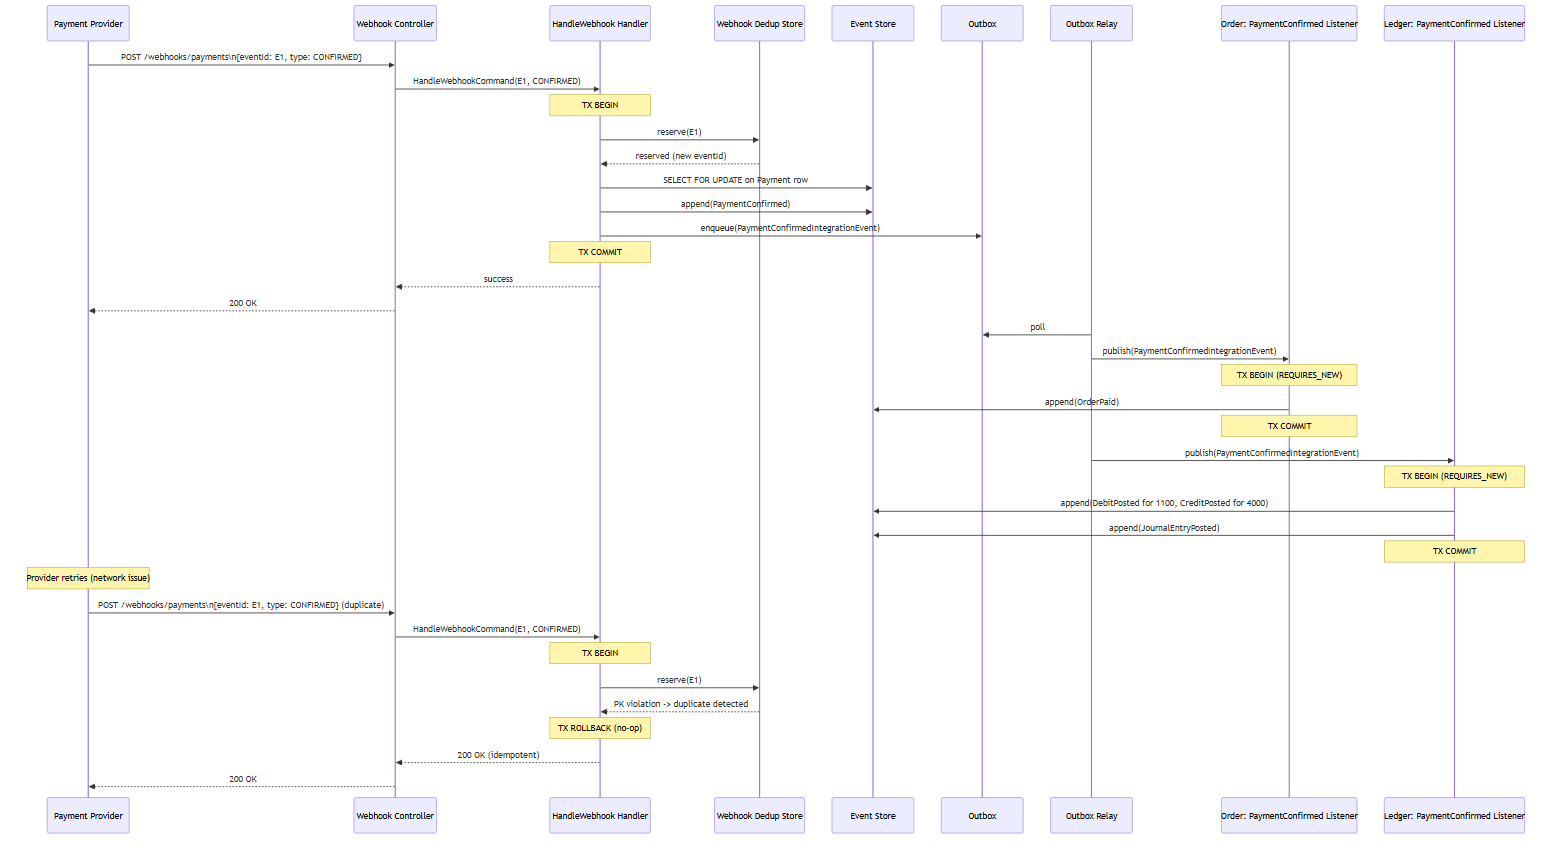 Payment Provider
Webhook Controller
HandleWebhook Handler
Webhook Dedup Store
Event Store
Outbox
Outbox Relay
Order: PaymentConfirmed Listener
Ledger: PaymentConfirmed Listener
POST /webhooks/payments\n{eventId: E1, type: CONFIRMED}
HandleWebhookCommand(E1, CONFIRMED)
TX BEGIN
reserve(E1)
reserved (new eventId)
SELECT FOR UPDATE on Payment row
append(PaymentConfirmed)
enqueue(PaymentConfirmedIntegrationEvent)
TX COMMIT
success
200 OK
poll
publish(PaymentConfirmedIntegrationEvent)
TX BEGIN (REQUIRES_NEW)
append(OrderPaid)
TX COMMIT
publish(PaymentConfirmedIntegrationEvent)
TX BEGIN (REQUIRES_NEW)
append(DebitPosted for 1100, CreditPosted for 4000)
append(JournalEntryPosted)
TX COMMIT
Provider retries (network issue)
POST /webhooks/payments\n{eventId: E1, type: CONFIRMED} (duplicate)
HandleWebhookCommand(E1, CONFIRMED)
TX BEGIN
reserve(E1)
PK violation -> duplicate detected
TX ROLLBACK (no-op)
200 OK (idempotent)
200 OK
Payment Provider
Webhook Controller
HandleWebhook Handler
Webhook Dedup Store
Event Store
Outbox
Outbox Relay
Order: PaymentConfirmed Listener
Ledger: PaymentConfirmed Listener